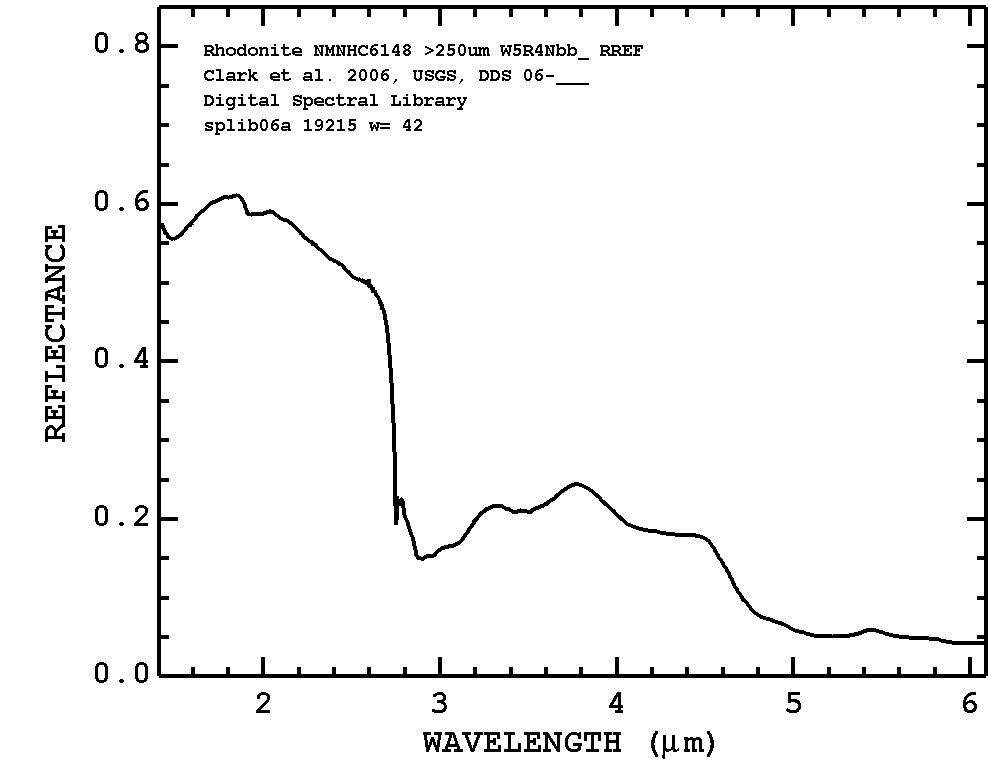 Rhodonite NMNHC6148 >250um W5R4Nbb_ RREF
Clark et al. 2006, USGS, DDS 06-___
Digital Spectral Library
splib06a 19215 w= 42
0.8
0.6
0.4
0.2
0.0
REFLECTANCE
2 3 4 5 6
WAVELENGTH (μm)